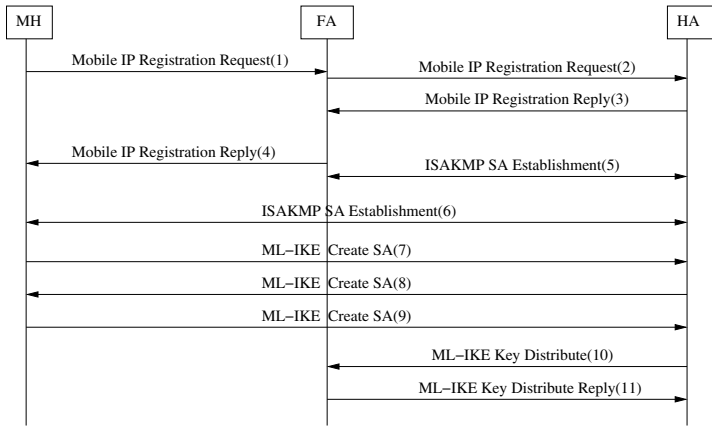 MH
FA
HA
Mobile IP Registration Request(1)
Mobile IP Registration Request(2)
Mobile IP Registration Reply(3)
Mobile IP Registration Reply(4)
ISAKMP SA Establishment(5)
ISAKMP SA Establishment(6)
ML−IKE Create SA(7)
ML−IKE Create SA(8)
ML−IKE Create SA(9)
ML−IKE Key Distribute(10)
ML−IKE Key Distribute Reply(11)